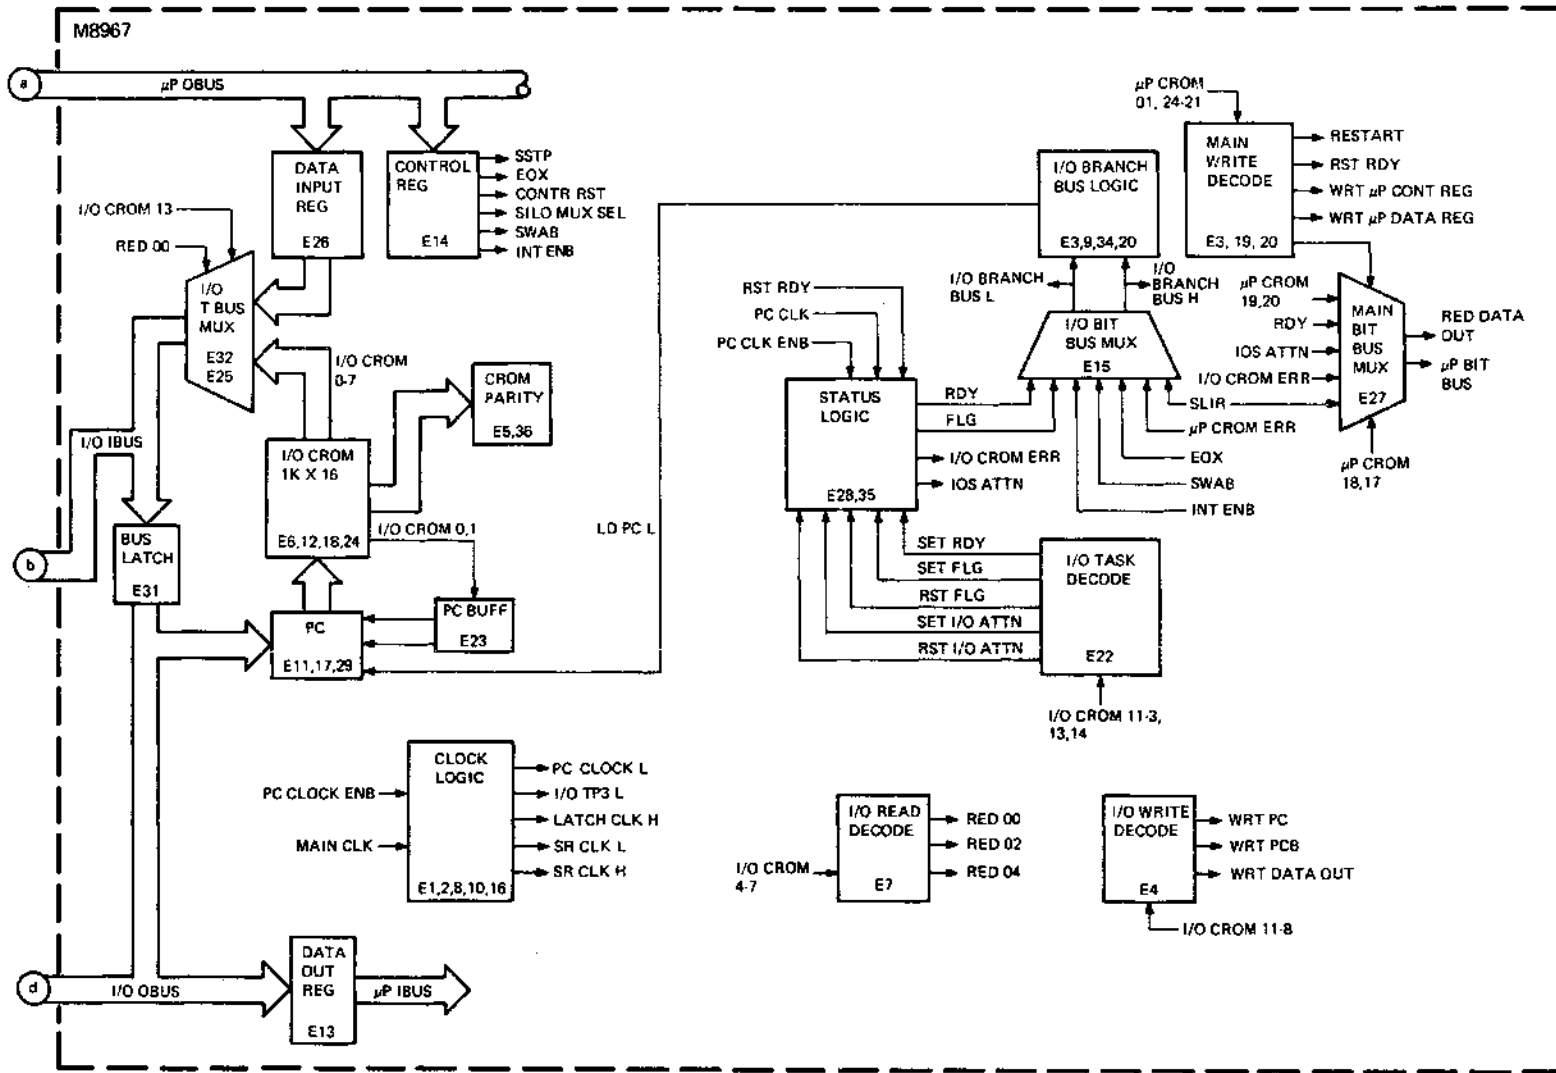 M8967
a
µP OBUS
DATA
INPUT
REG
E26
CONTROL
REG
E14
SSTP
EOX
CONTR RST
SILO MUX SEL
SWAB
INT ENB
I/O CROM 13
RED 00
I/O
T BUS
MUX
E32
E25
I/O CROM
0-7
CROM
PARITY
E5,36
I/O IBUS
I/O CROM
1K X 16
E6,12,18,24
I/O CROM 0,1
b
BUS
LATCH
E31
PC BUFF
E23
PC
E11,17,29
LD PC L
I/O BRANCH
BUS LOGIC
E3,9,34,20
I/O BRANCH
BUS L
I/O
BRANCH
BUS H
I/O BIT
BUS MUX
E15
µP CROM
01, 24-21
MAIN
WRITE
DECODE
E3, 19, 20
RESTART
RST RDY
WRT µP CONT REG
WRT µP DATA REG
µP CROM
19,20
RDY
IOS ATTN
I/O CROM ERR
SLIR
MAIN
BIT
BUS
MUX
E27
RED DATA
OUT
µP BIT
BUS
µP CROM
18,17
µP CROM ERR
EOX
SWAB
INT ENB
RST RDY
PC CLK
PC CLK ENB
STATUS
LOGIC
E28,35
RDY
FLG
I/O CROM ERR
IOS ATTN
SET RDY
SET FLG
RST FLG
SET I/O ATTN
RST I/O ATTN
I/O TASK
DECODE
E22
I/O CROM 11-3,
13,14
PC CLOCK ENB
MAIN CLK
CLOCK
LOGIC
E1,2,8,10,16
PC CLOCK L
I/O TP3 L
LATCH CLK H
SR CLK L
SR CLK H
I/O CROM
4-7
I/O READ
DECODE
E7
RED 00
RED 02
RED 04
I/O WRITE
DECODE
E4
WRT PC
WRT PCB
WRT DATA OUT
I/O CROM 11-8
d
I/O OBUS
DATA
OUT
REG
E13
µP IBUS